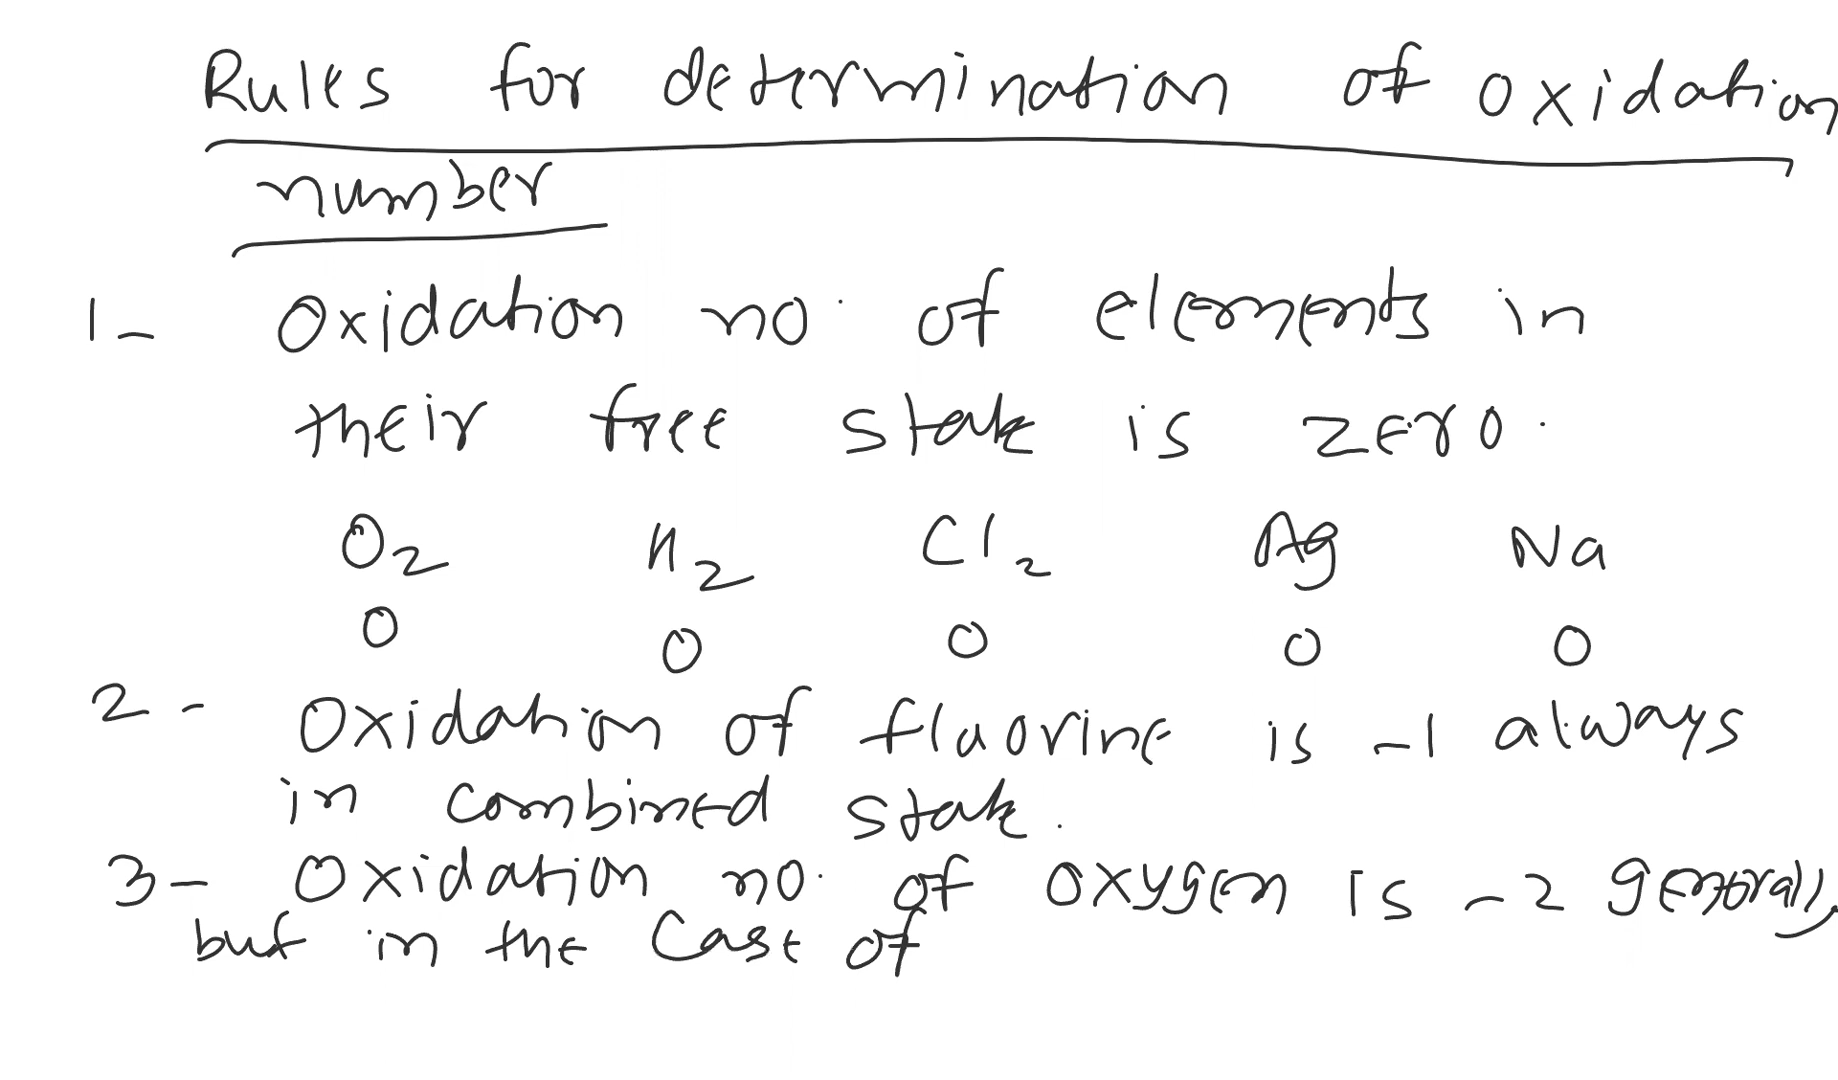 Rules for determination of oxidation
number
1- Oxidation no. of elements in
their free state is zero.
O2 H2 Cl2 Ag Na
0 0 0 0 0
2- Oxidation of fluorine is -1 always
in combined state.
3- Oxidation no. of oxygen is -2 generally
but in the case of